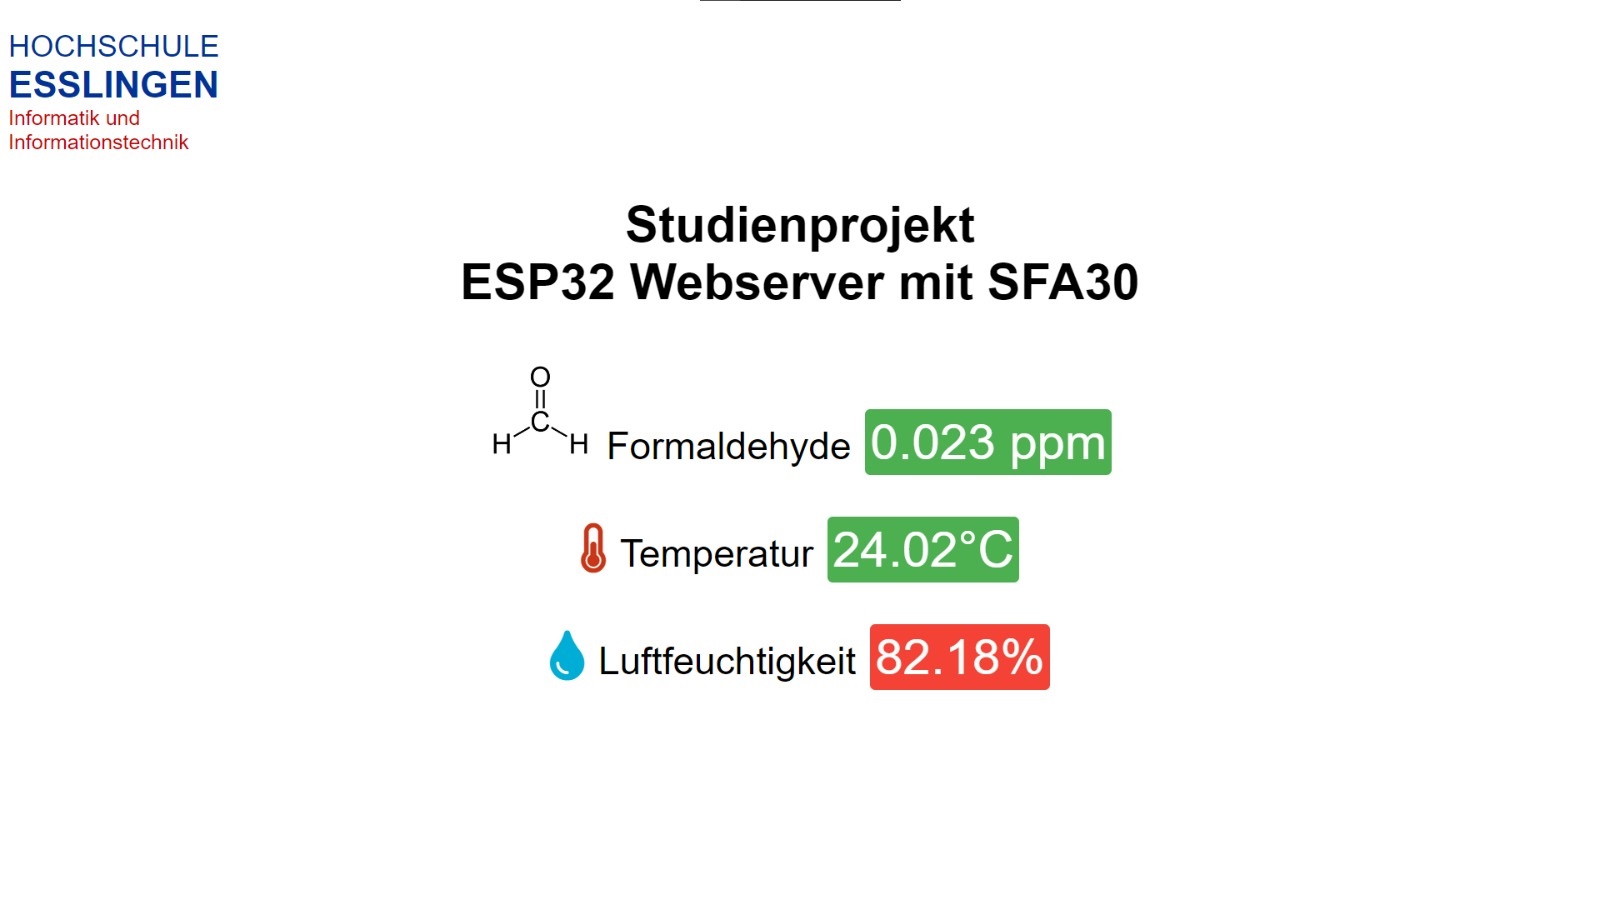 HOCHSCHULE
ESSLINGEN
Informatik und
Informationstechnik
Studienprojekt
ESP32 Webserver mit SFA30
O
C
H H Formaldehyde 0.023 ppm
Temperatur 24.02°C
Luftfeuchtigkeit 82.18%